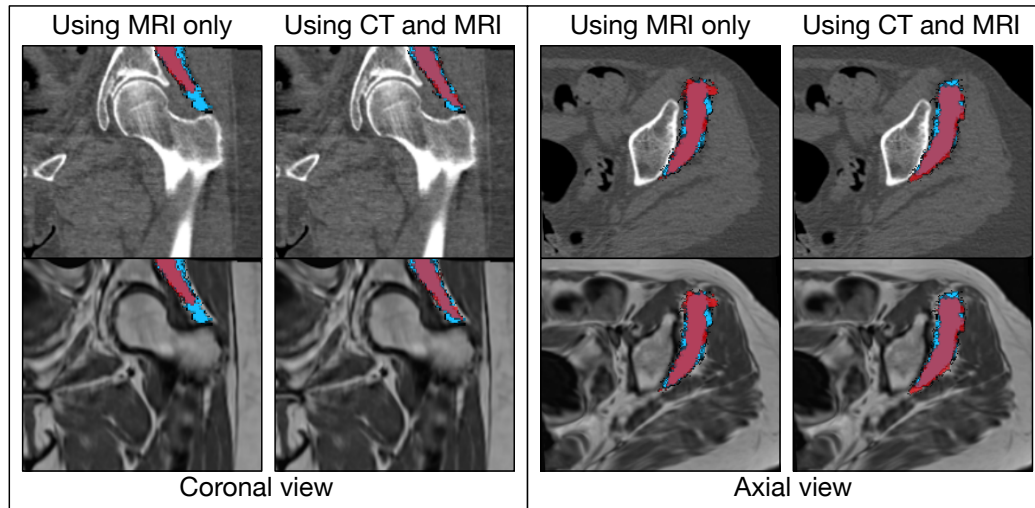 Using MRI only
Using CT and MRI
Using MRI only
Using CT and MRI
Coronal view
Axial view